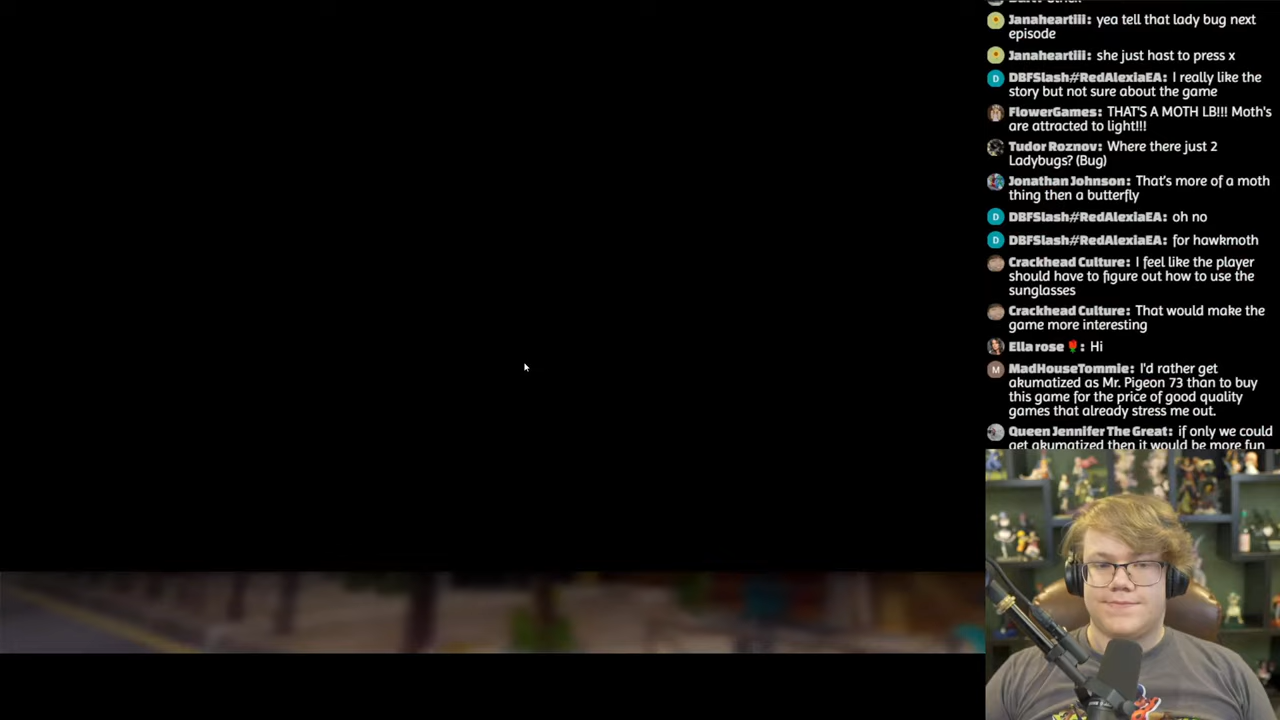 Janaheartiii: yea tell that lady bug next
episode
Janaheartiii: she just hast to press x
D DBFSlash#RedAlexiaEA: I really like the
story but not sure about the game
FlowerGames: THAT'S A MOTH LB!!! Moth's
are attracted to light!!!
Tudor Roznov: Where there just 2
Ladybugs? (Bug)
Jonathan Johnson: That's more of a moth
thing then a butterfly
D DBFSlash#RedAlexiaEA: oh no
D DBFSlash#RedAlexiaEA: for hawkmoth
Crackhead Culture: I feel like the player
should have to figure out how to use the
sunglasses
Crackhead Culture: That would make the
game more interesting
Ella rose🌹: Hi
M MadHouseTommie: I'd rather get
akumatized as Mr. Pigeon 73 than to buy
this game for the price of good quality
games that already stress me out.
Queen Jennifer The Great: if only we could
get akumatized then it would be more fun